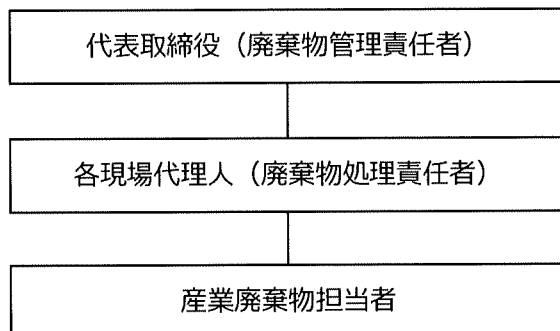 代表取締役（廃棄物管理責任者）
各現場代理人（廃棄物処理責任者）
産業廃棄物担当者